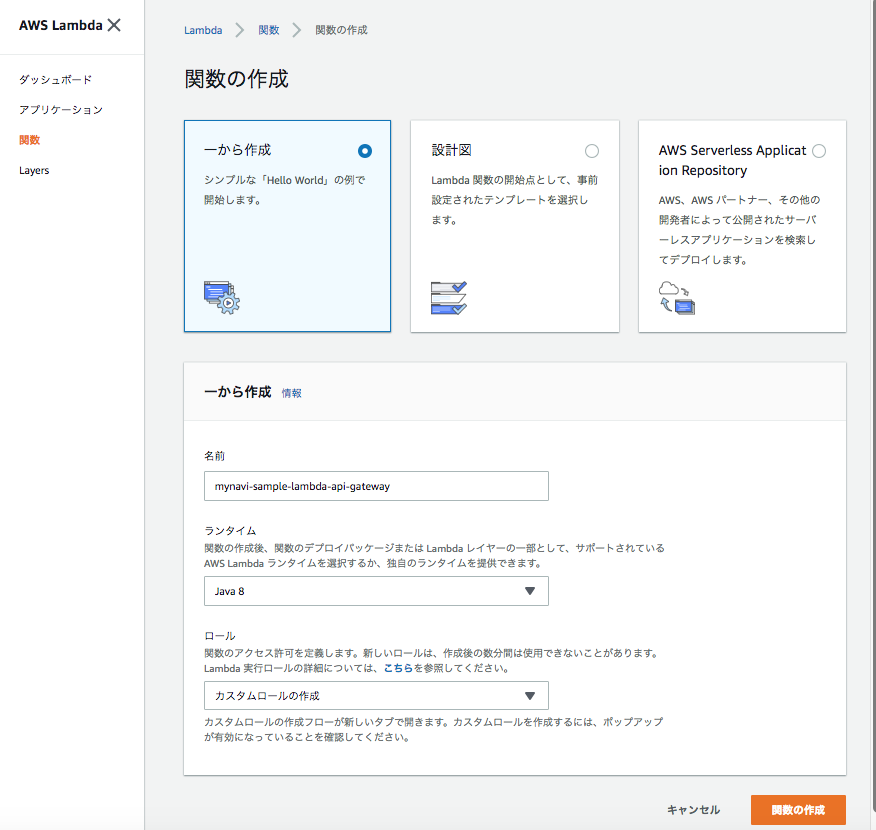 AWS Lambda
ダッシュボード
アプリケーション
関数
Layers
Lambda
関数
関数の作成
関数の作成
一から作成
シンプルな「Hello World」の例で
開始します。
設計図
Lambda 関数の開始点として、事前
設定されたテンプレートを選択し
ます。
AWS Serverless Applicat
ion Repository
AWS、AWS パートナー、その他の
開発者によって公開されたサーバ
ーレスアプリケーションを検索し
てデプロイします。
一から作成 情報
名前
mynavi-sample-lambda-api-gateway
ランタイム
関数の作成後、関数のデプロイパッケージまたは Lambda レイヤーの一部として、サポートされている
AWS Lambda ランタイムを選択するか、独自のランタイムを提供できます。
Java 8
ロール
関数のアクセス許可を定義します。新しいロールは、作成後の数分間は使用できないことがあります。
Lambda 実行ロールの詳細については、こちらを参照してください。
カスタムロールの作成
カスタムロールの作成フローが新しいタブで開きます。カスタムロールを作成するには、ポップアップ
が有効になっていることを確認してください。
キャンセル
関数の作成